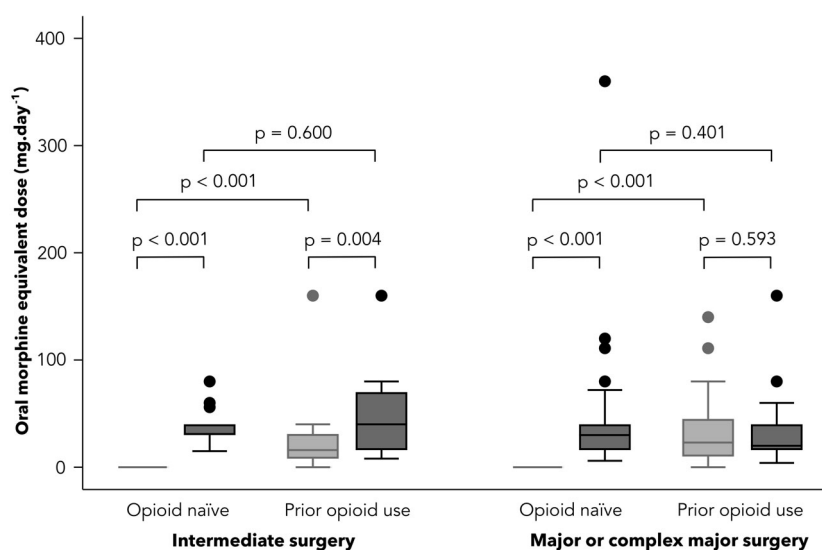 400
300
200
100
0
Oral morphine equivalent dose (mg.day⁻¹)
p = 0.600
p < 0.001
p < 0.001
p = 0.004
p = 0.401
p < 0.001
p < 0.001
p = 0.593
Opioid naïve
Prior opioid use
Opioid naïve
Prior opioid use
Intermediate surgery
Major or complex major surgery